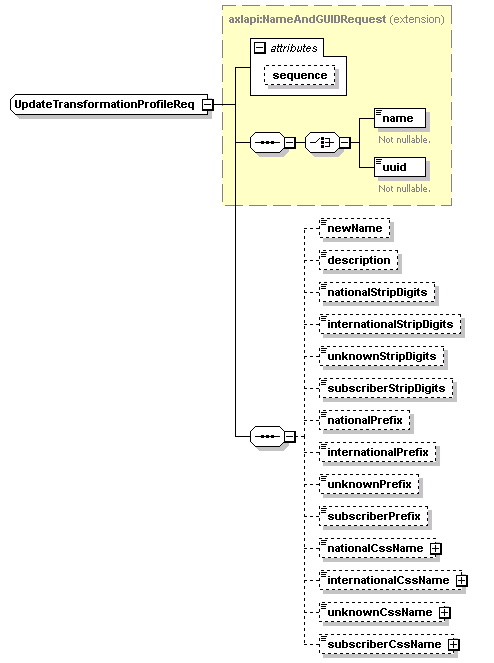 axlapi:NameAndGUIDRequest (extension)
attributes
sequence
UpdateTransformationProfileReq
name
Not nullable.
uuid
Not nullable.
newName
description
nationalStripDigits
internationalStripDigits
unknownStripDigits
subscriberStripDigits
nationalPrefix
internationalPrefix
unknownPrefix
subscriberPrefix
nationalCssName
internationalCssName
unknownCssName
subscriberCssName